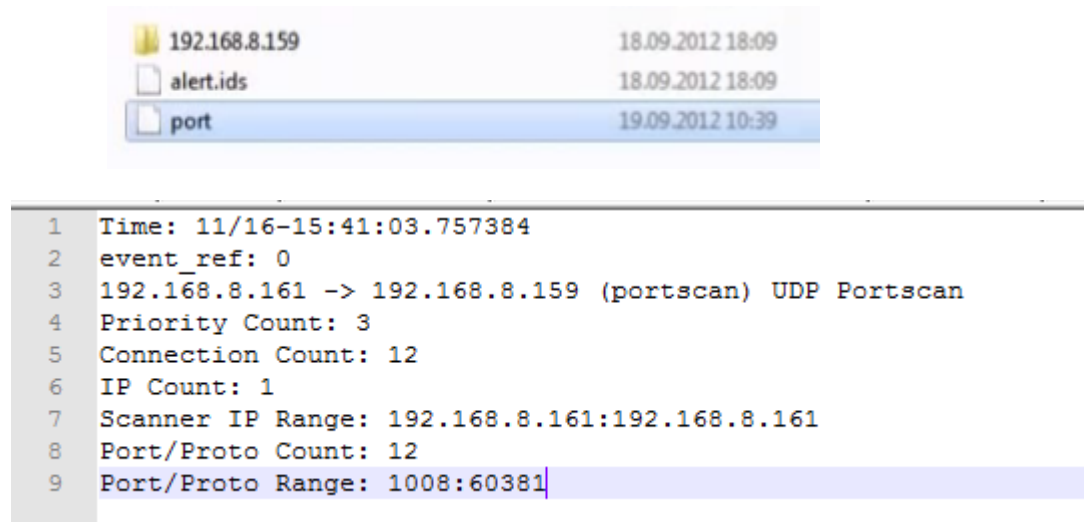 192.168.8.159 18.09.2012 18:09
alert.ids 18.09.2012 18:09
port 19.09.2012 10:39
1 Time: 11/16-15:41:03.757384
2 event_ref: 0
3 192.168.8.161 -> 192.168.8.159 (portscan) UDP Portscan
4 Priority Count: 3
5 Connection Count: 12
6 IP Count: 1
7 Scanner IP Range: 192.168.8.161:192.168.8.161
8 Port/Proto Count: 12
9 Port/Proto Range: 1008:60381